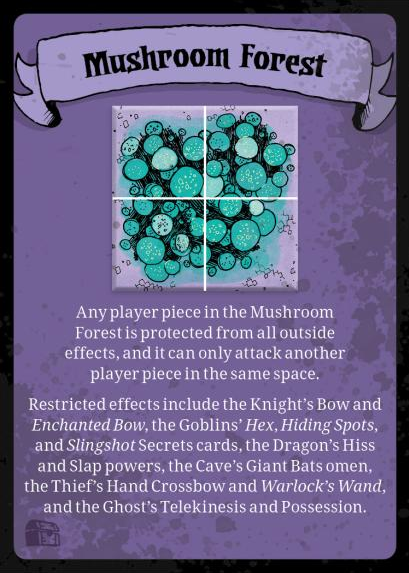 Mushroom Forest
Any player piece in the Mushroom
Forest is protected from all outside
effects, and it can only attack another
player piece in the same space.
Restricted effects include the Knight's Bow and
Enchanted Bow, the Goblins' Hex, Hiding Spots,
and Slingshot Secrets cards, the Dragon's Hiss
and Slap powers, the Cave's Giant Bats omen,
the Thief's Hand Crossbow and Warlock's Wand,
and the Ghost's Telekinesis and Possession.